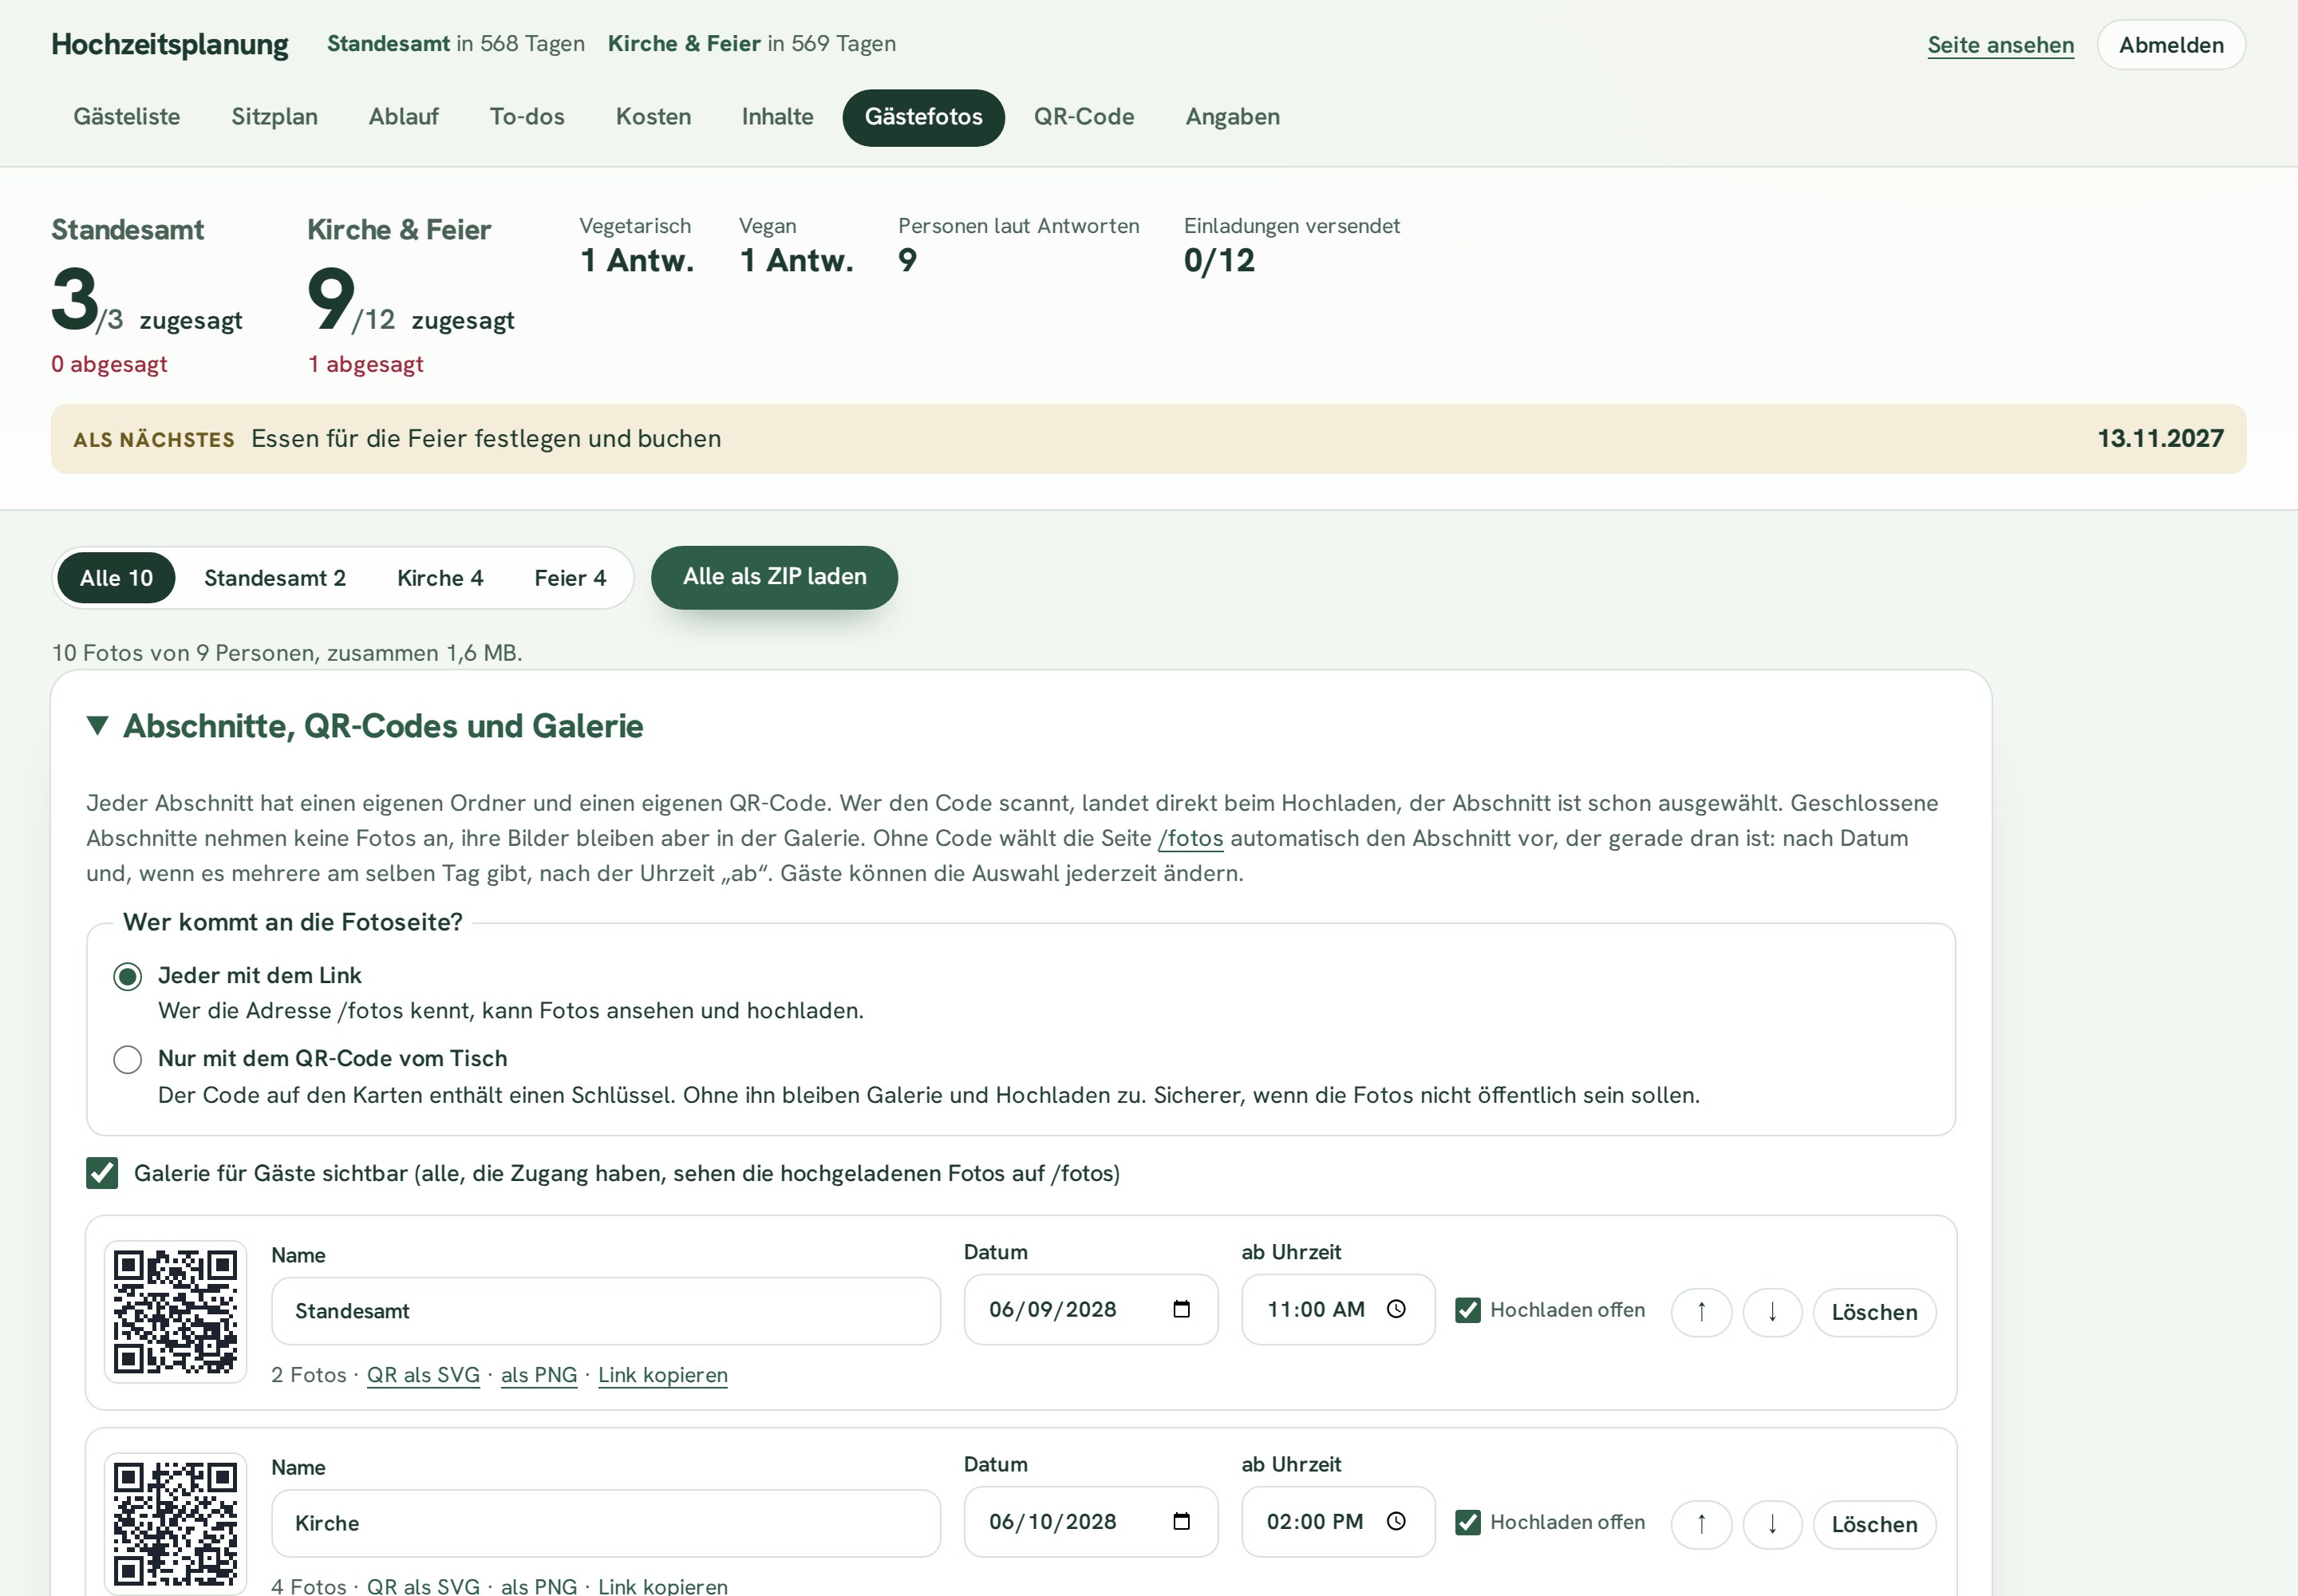 Hochzeitsplanung Standesamt in 568 Tagen Kirche & Feier in 569 Tagen Seite ansehen Abmelden
Gästeliste Sitzplan Ablauf To-dos Kosten Inhalte Gästefotos QR-Code Angaben
Standesamt Kirche & Feier Vegetarisch Vegan Personen laut Antworten Einladungen versendet
1 Antw. 1 Antw. 9 0/12
3/3 zugesagt 9/12 zugesagt
0 abgesagt 1 abgesagt
ALS NÄCHSTES Essen für die Feier festlegen und buchen 13.11.2027
Alle 10 Standesamt 2 Kirche 4 Feier 4 Alle als ZIP laden
10 Fotos von 9 Personen, zusammen 1,6 MB.
▼ Abschnitte, QR-Codes und Galerie
Jeder Abschnitt hat einen eigenen Ordner und einen eigenen QR-Code. Wer den Code scannt, landet direkt beim Hochladen, der Abschnitt ist schon ausgewählt. Geschlossene
Abschnitte nehmen keine Fotos an, ihre Bilder bleiben aber in der Galerie. Ohne Code wählt die Seite /fotos automatisch den Abschnitt vor, der gerade dran ist: nach Datum
und, wenn es mehrere am selben Tag gibt, nach der Uhrzeit „ab“. Gäste können die Auswahl jederzeit ändern.
Wer kommt an die Fotoseite?
Jeder mit dem Link
Wer die Adresse /fotos kennt, kann Fotos ansehen und hochladen.
Nur mit dem QR-Code vom Tisch
Der Code auf den Karten enthält einen Schlüssel. Ohne ihn bleiben Galerie und Hochladen zu. Sicherer, wenn die Fotos nicht öffentlich sein sollen.
Galerie für Gäste sichtbar (alle, die Zugang haben, sehen die hochgeladenen Fotos auf /fotos)
Name Datum ab Uhrzeit
Standesamt 06/09/2028 11:00 AM Hochladen offen ↑ ↓ Löschen
2 Fotos · QR als SVG · als PNG · Link kopieren
Name Datum ab Uhrzeit
Kirche 06/10/2028 02:00 PM Hochladen offen ↑ ↓ Löschen
4 Fotos · QR als SVG · als PNG · Link kopieren